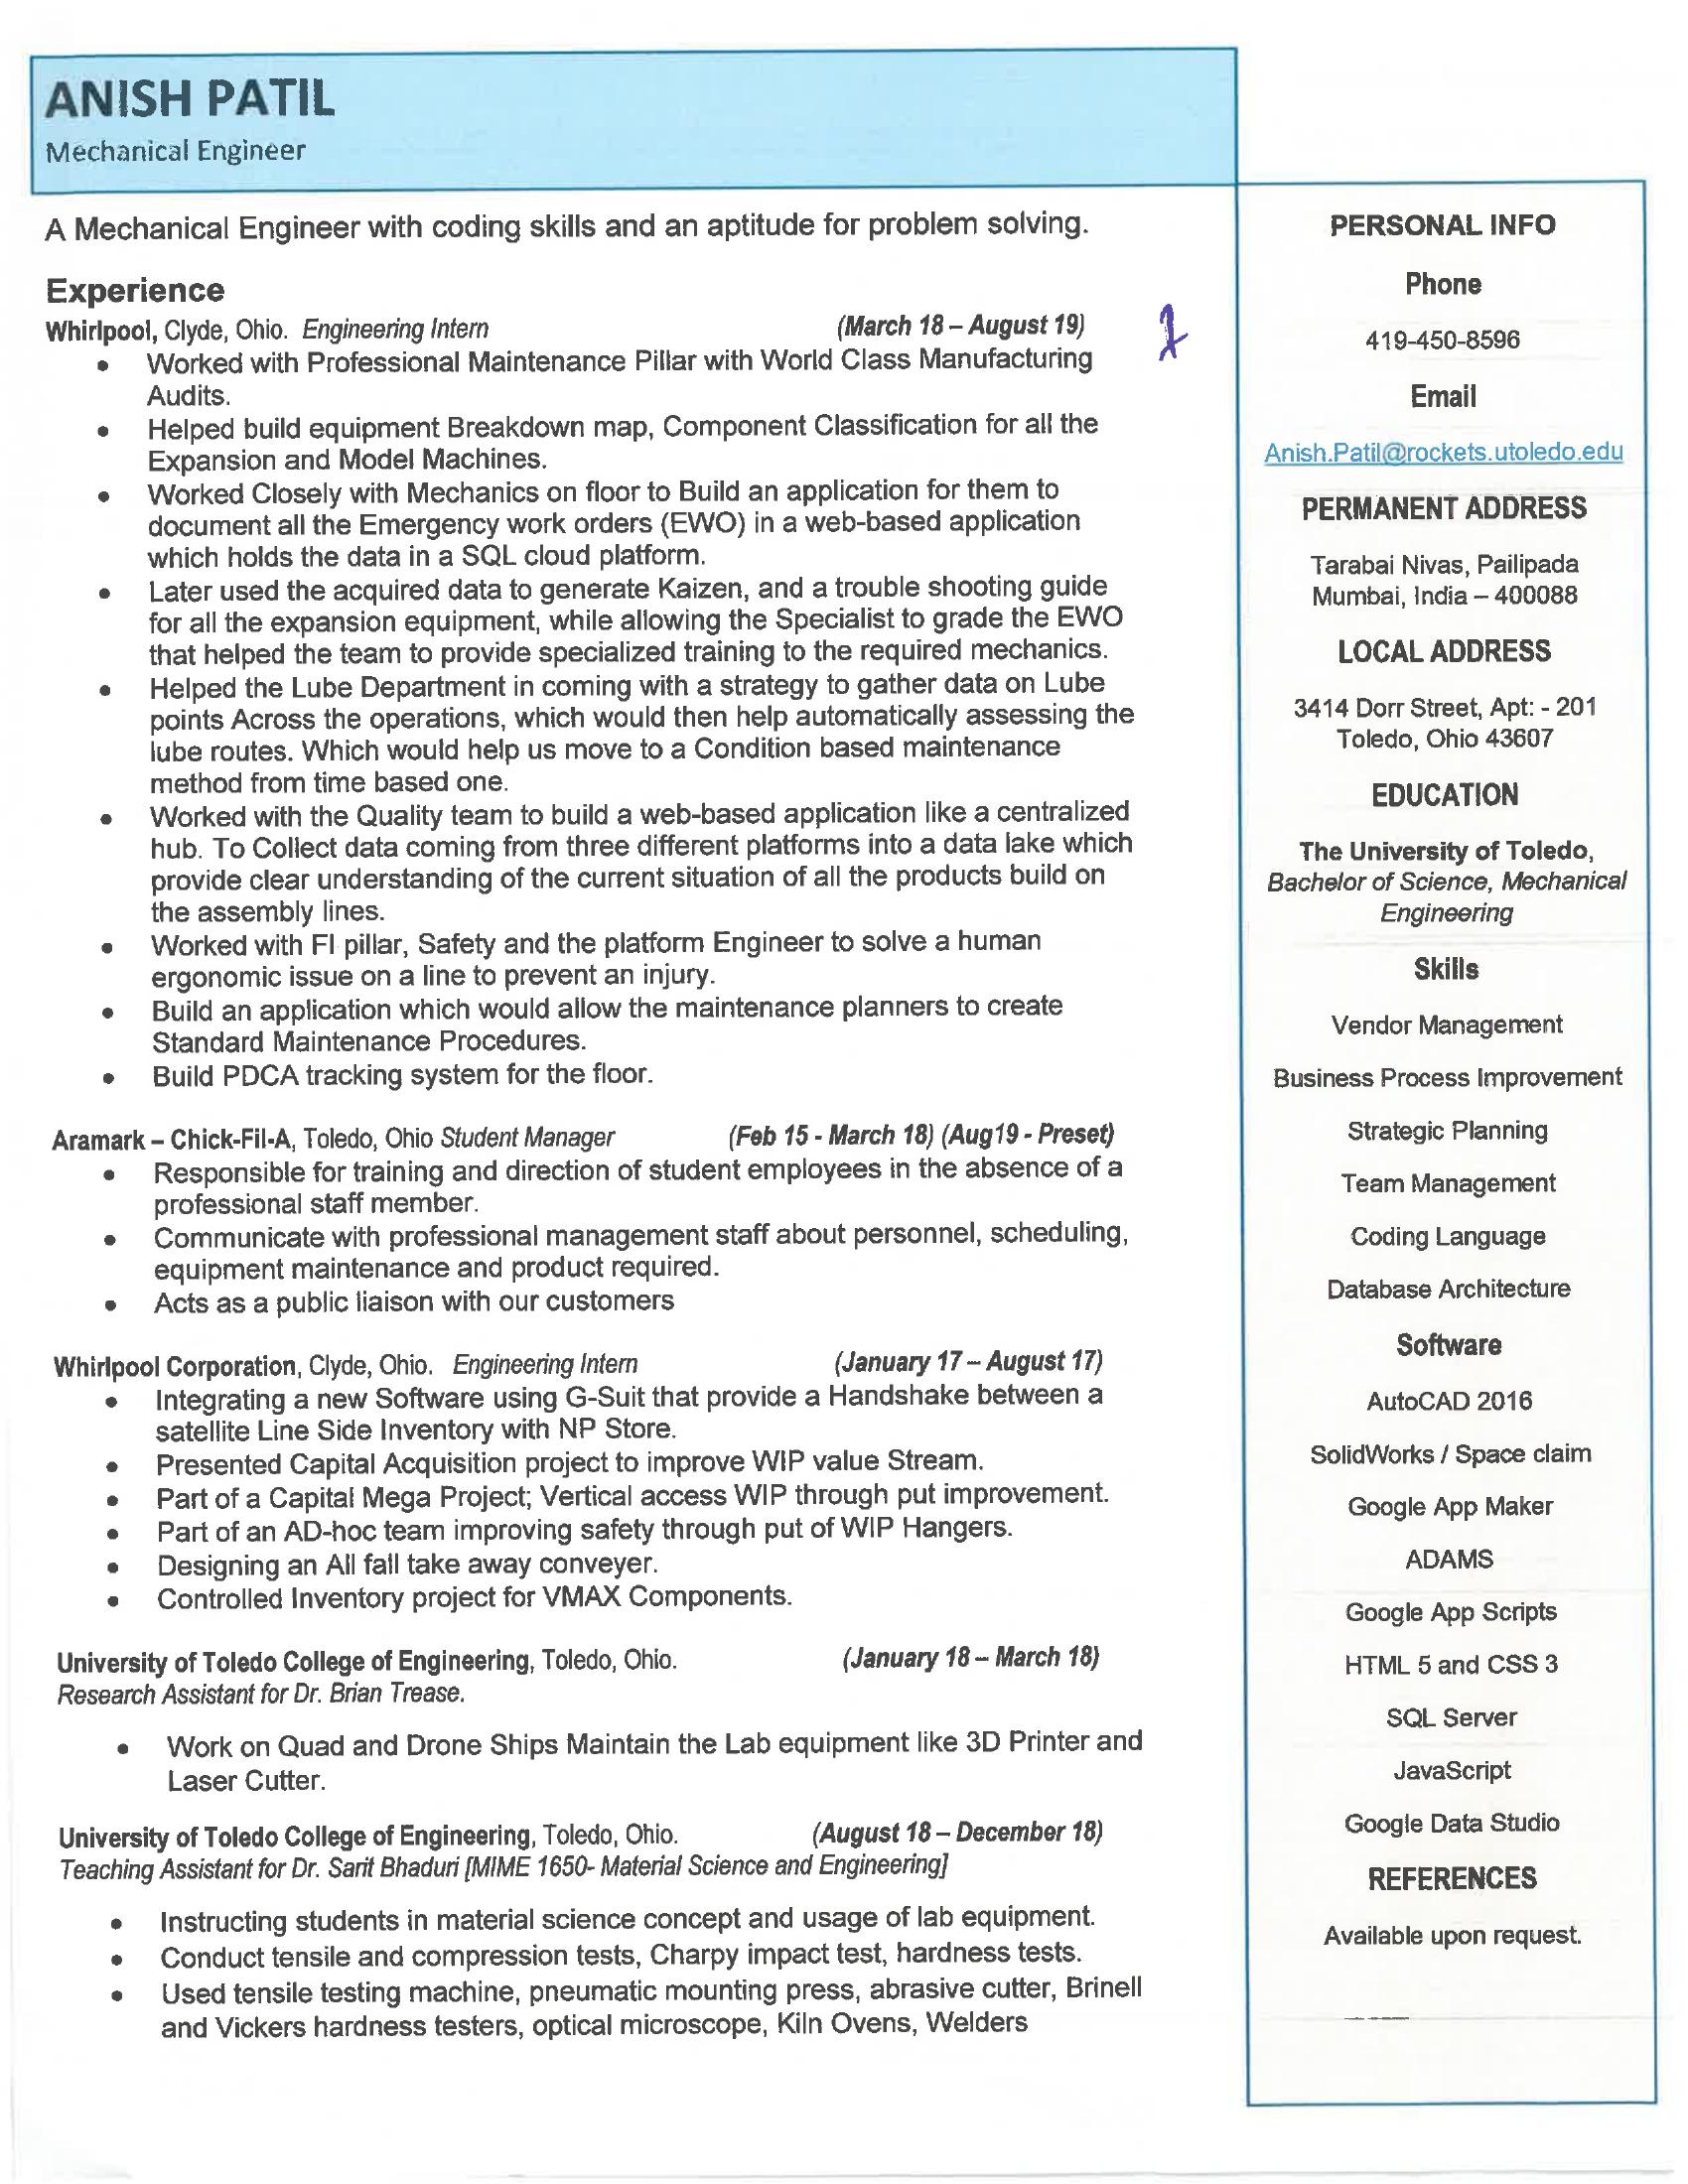 ANISH PATIL
Mechanical Engineer
A Mechanical Engineer with coding skills and an aptitude for problem solving.
Experience
Whirlpool, Clyde, Ohio. Engineering Intern (March 18 – August 19)
• Worked with Professional Maintenance Pillar with World Class Manufacturing
Audits.
• Helped build equipment Breakdown map, Component Classification for all the
Expansion and Model Machines.
• Worked Closely with Mechanics on floor to Build an application for them to
document all the Emergency work orders (EWO) in a web-based application
which holds the data in a SQL cloud platform.
• Later used the acquired data to generate Kaizen, and a trouble shooting guide
for all the expansion equipment, while allowing the Specialist to grade the EWO
that helped the team to provide specialized training to the required mechanics.
• Helped the Lube Department in coming with a strategy to gather data on Lube
points Across the operations, which would then help automatically assessing the
lube routes. Which would help us move to a Condition based maintenance
method from time based one.
• Worked with the Quality team to build a web-based application like a centralized
hub. To Collect data coming from three different platforms into a data lake which
provide clear understanding of the current situation of all the products build on
the assembly lines.
• Worked with FI pillar, Safety and the platform Engineer to solve a human
ergonomic issue on a line to prevent an injury.
• Build an application which would allow the maintenance planners to create
Standard Maintenance Procedures.
• Build PDCA tracking system for the floor.
Aramark – Chick-Fil-A, Toledo, Ohio Student Manager (Feb 15 - March 18) (Aug19 - Preset)
• Responsible for training and direction of student employees in the absence of a
professional staff member.
• Communicate with professional management staff about personnel, scheduling,
equipment maintenance and product required.
• Acts as a public liaison with our customers
Whirlpool Corporation, Clyde, Ohio. Engineering Intern (January 17 – August 17)
• Integrating a new Software using G-Suit that provide a Handshake between a
satellite Line Side Inventory with NP Store.
• Presented Capital Acquisition project to improve WIP value Stream.
• Part of a Capital Mega Project; Vertical access WIP through put improvement.
• Part of an AD-hoc team improving safety through put of WIP Hangers.
• Designing an All fall take away conveyer.
• Controlled Inventory project for VMAX Components.
University of Toledo College of Engineering, Toledo, Ohio. (January 18 – March 18)
Research Assistant for Dr. Brian Trease.
• Work on Quad and Drone Ships Maintain the Lab equipment like 3D Printer and
Laser Cutter.
University of Toledo College of Engineering, Toledo, Ohio. (August 18 – December 18)
Teaching Assistant for Dr. Sarit Bhaduri [MIME 1650- Material Science and Engineering]
• Instructing students in material science concept and usage of lab equipment.
• Conduct tensile and compression tests, Charpy impact test, hardness tests.
• Used tensile testing machine, pneumatic mounting press, abrasive cutter, Brinell
and Vickers hardness testers, optical microscope, Kiln Ovens, Welders
PERSONAL INFO
Phone
419-450-8596
Email
Anish.Patil@rockets.utoledo.edu
PERMANENT ADDRESS
Tarabai Nivas, Pailipada
Mumbai, India – 400088
LOCAL ADDRESS
3414 Dorr Street, Apt: - 201
Toledo, Ohio 43607
EDUCATION
The University of Toledo,
Bachelor of Science, Mechanical
Engineering
Skills
Vendor Management
Business Process Improvement
Strategic Planning
Team Management
Coding Language
Database Architecture
Software
AutoCAD 2016
SolidWorks / Space claim
Google App Maker
ADAMS
Google App Scripts
HTML 5 and CSS 3
SQL Server
JavaScript
Google Data Studio
REFERENCES
Available upon request.